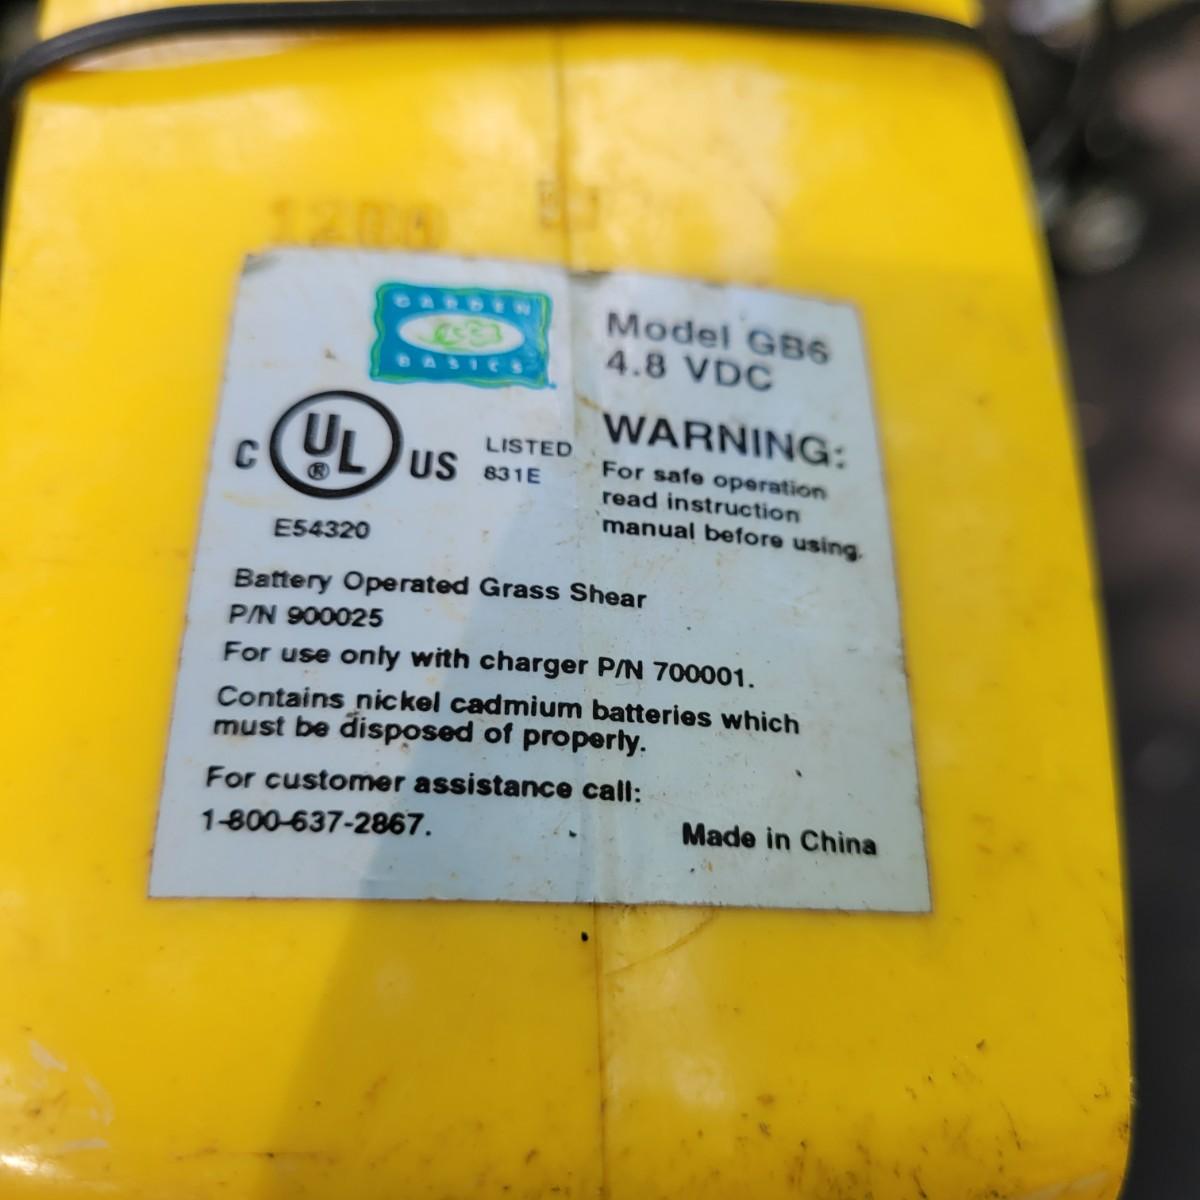 GARDEN
BASICS
Model GB6
4.8 VDC
C UL ® US
LISTED
831E
E54320
WARNING:
For safe operation
read instruction
manual before using.
Battery Operated Grass Shear
P/N 900025
For use only with charger P/N 700001.
Contains nickel cadmium batteries which
must be disposed of properly.
For customer assistance call:
1-800-637-2867.
Made in China